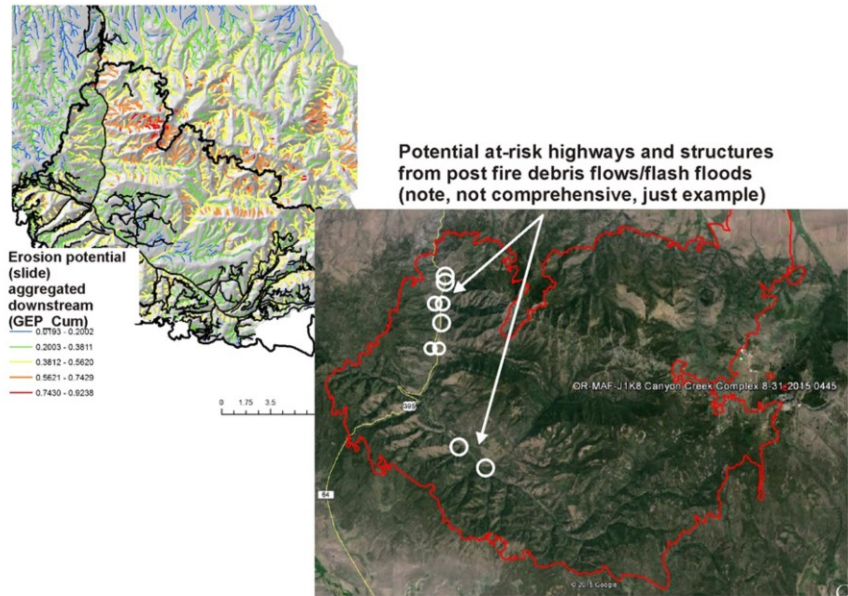 Potential at-risk highways and structures
from post fire debris flows/flash floods
(note, not comprehensive, just example)
Erosion potential
(slide)
aggregated
downstream
(GEP_Cum)
0.0193 - 0.2002
0.2003 - 0.3811
0.3812 - 0.5620
0.5621 - 0.7429
0.7430 - 0.9238
0 1.75 3.5
OR-MAF-J1K8 Canyon Creek Complex 8-31-2015 0445
395
64
© 2015 Google